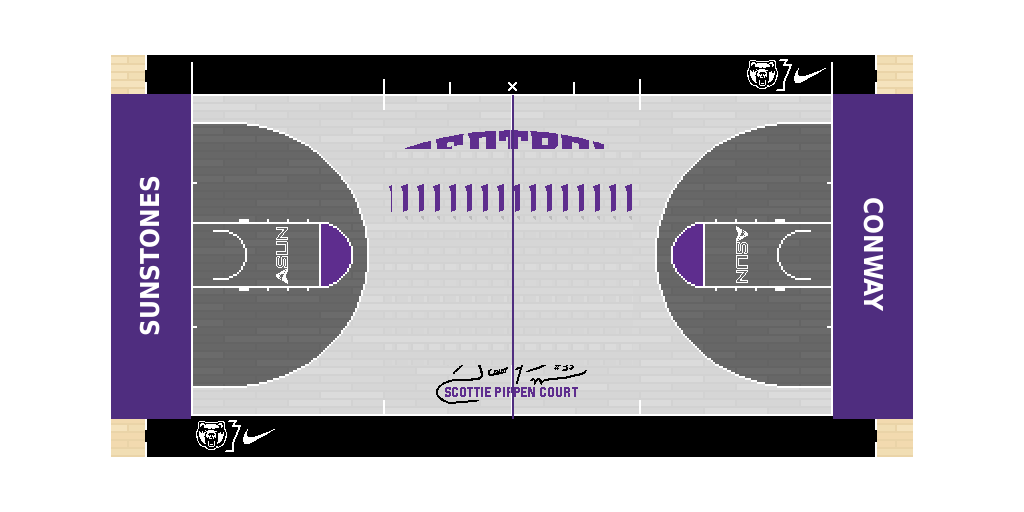 SUNSTONES
ASUN
ASUN
CONWAY
SCOTTIE PIPPEN COURT